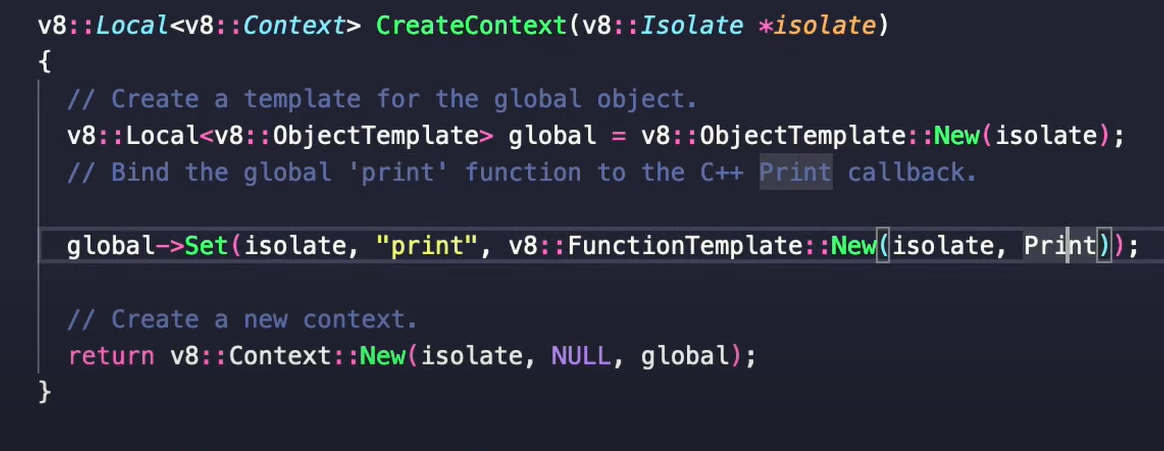 v8::Local<v8::Context> CreateContext(v8::Isolate *isolate)
{
// Create a template for the global object.
v8::Local<v8::ObjectTemplate> global = v8::ObjectTemplate::New(isolate);
// Bind the global 'print' function to the C++ Print callback.
global->Set(isolate, "print", v8::FunctionTemplate::New(isolate, Print));
// Create a new context.
return v8::Context::New(isolate, NULL, global);
}